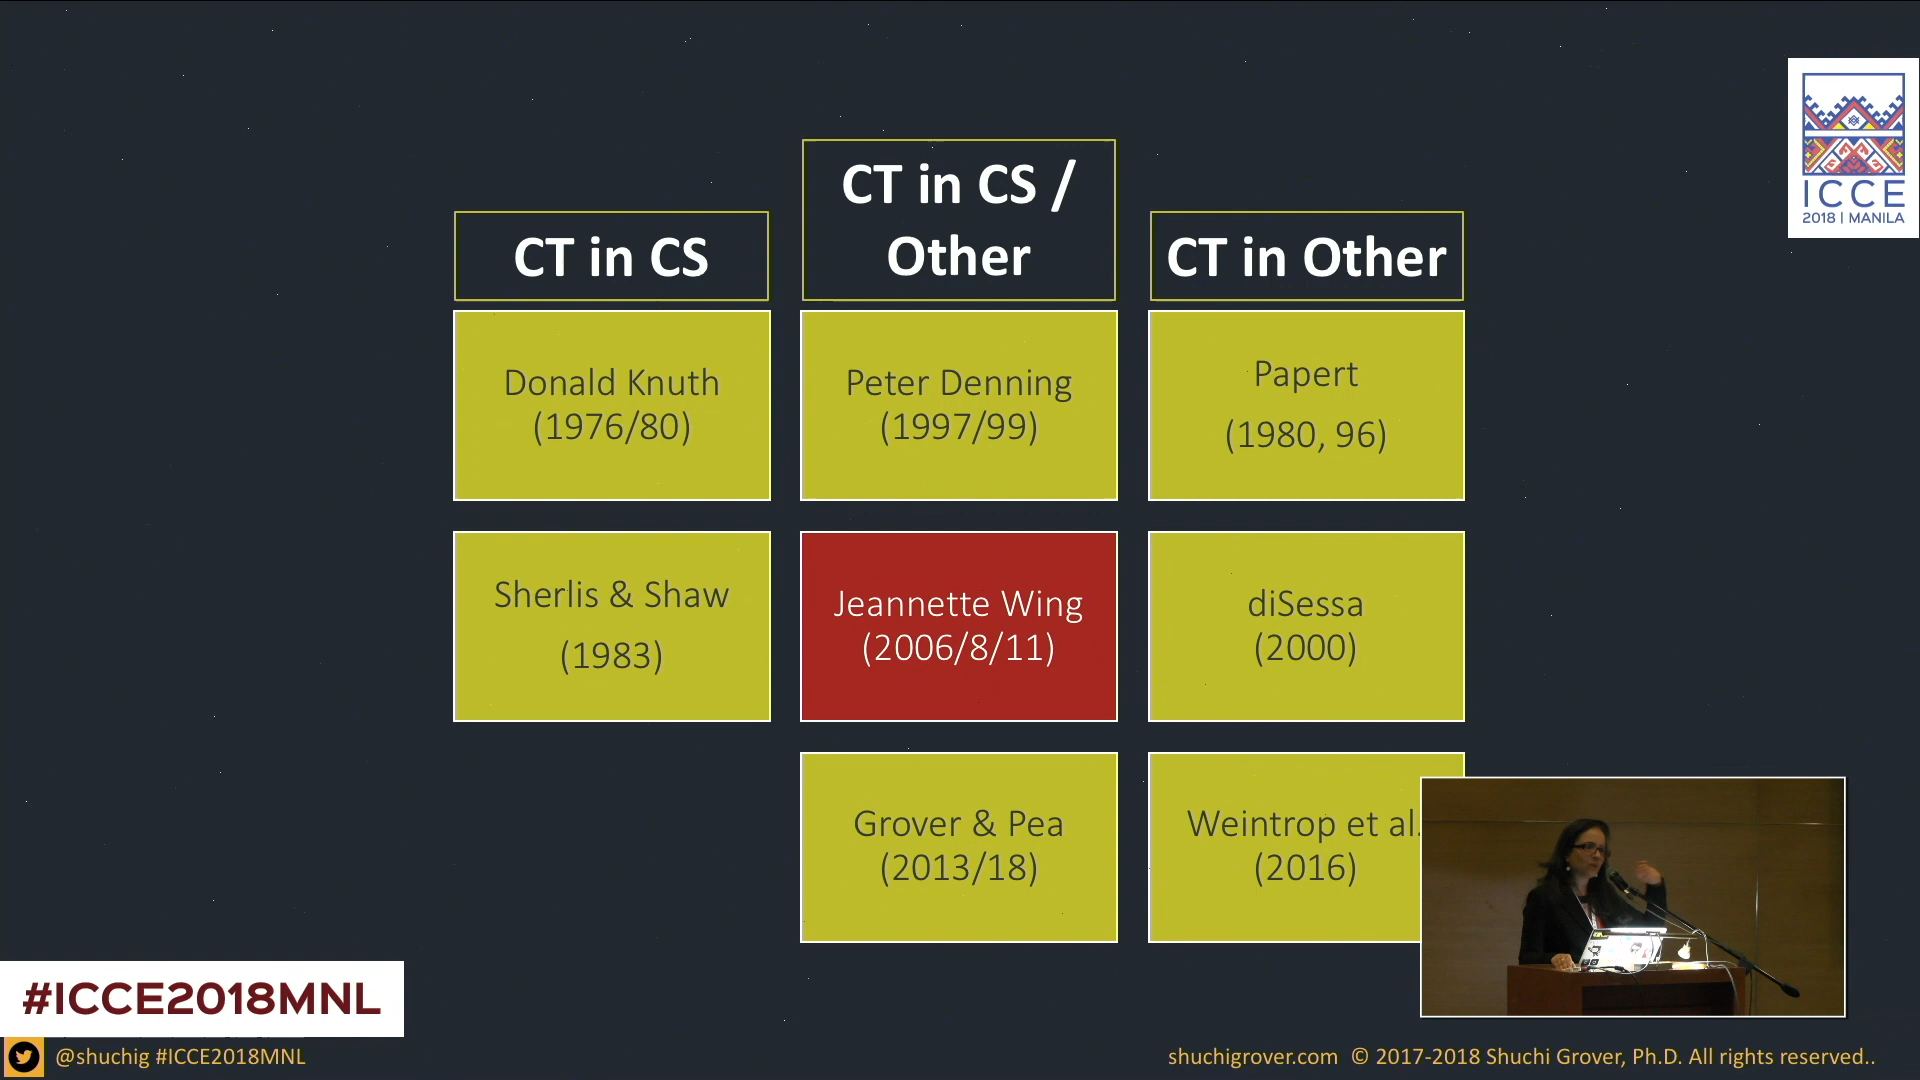 CT in CS
CT in CS /
Other
CT in Other
Donald Knuth
(1976/80)
Peter Denning
(1997/99)
Papert
(1980, 96)
Sherlis & Shaw
(1983)
Jeannette Wing
(2006/8/11)
diSessa
(2000)
Grover & Pea
(2013/18)
Weintrop et al.
(2016)
ICCE
2018 | MANILA
#ICCE2018MNL
@shuchig #ICCE2018MNL
shuchigrover.com © 2017-2018 Shuchi Grover, Ph.D. All rights reserved..